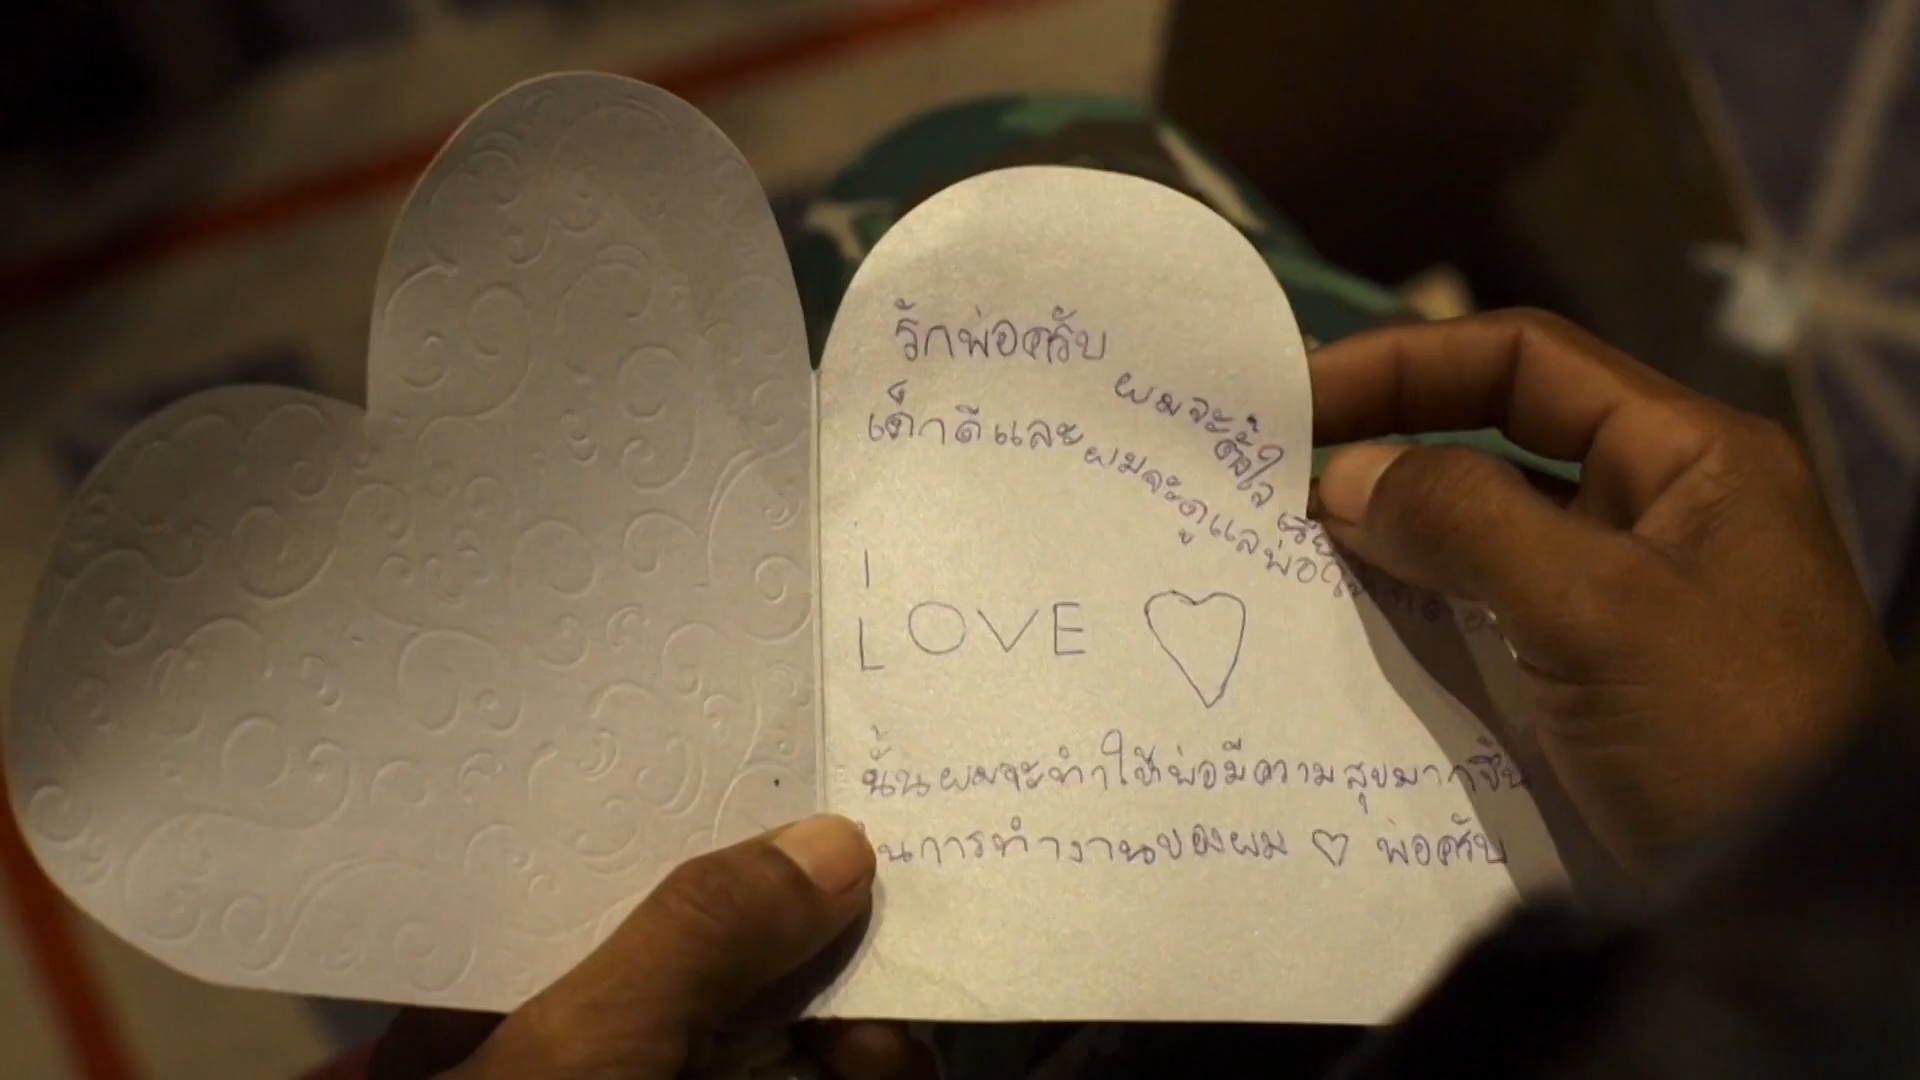 รักพ่อครับ ผมจะตั้งใจ
เด็กดีและผมจะดูแลพ่อ
I
LOVE ♡
นั้นผมจะทำให้พ่อมีความสุขมากขึ้น
ในการทำงานของผม ♡ พ่อครับ